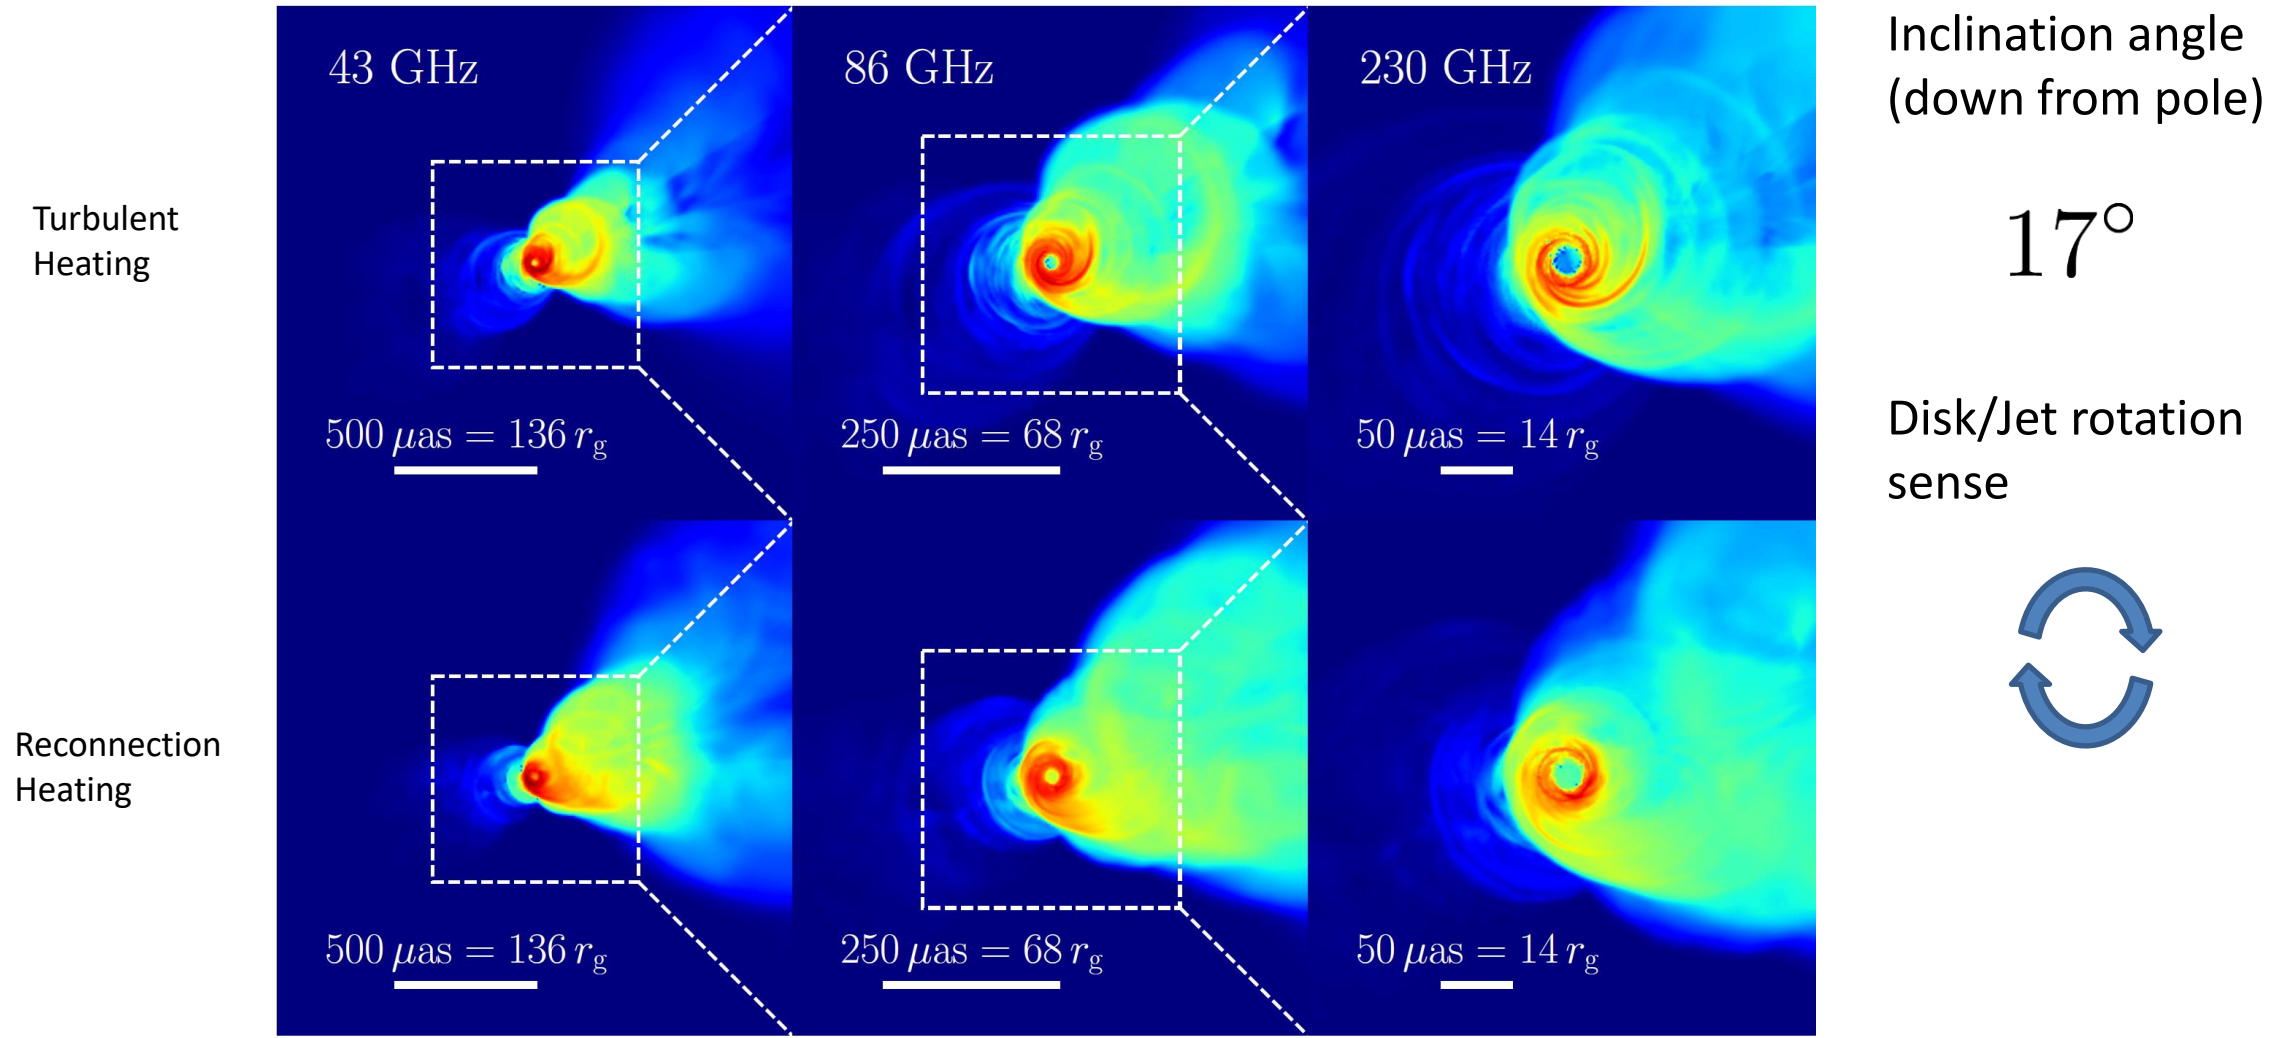 43 GHz
86 GHz
230 GHz
Turbulent
Heating
500 μas = 136 r_g
250 μas = 68 r_g
50 μas = 14 r_g
Reconnection
Heating
500 μas = 136 r_g
250 μas = 68 r_g
50 μas = 14 r_g
Inclination angle
(down from pole)
17°
Disk/Jet rotation
sense